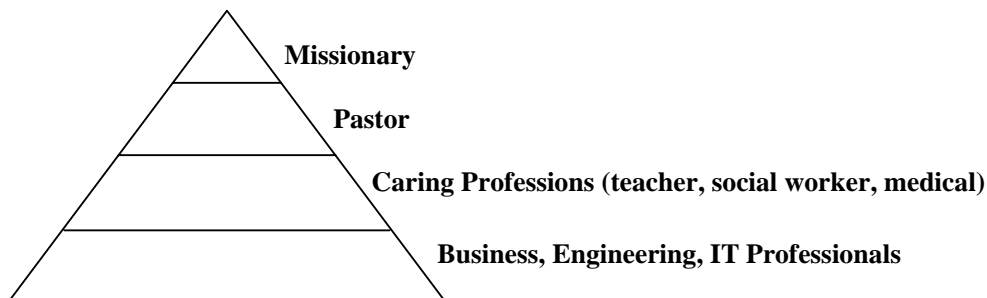 Missionary
Pastor
Caring Professions (teacher, social worker, medical)
Business, Engineering, IT Professionals